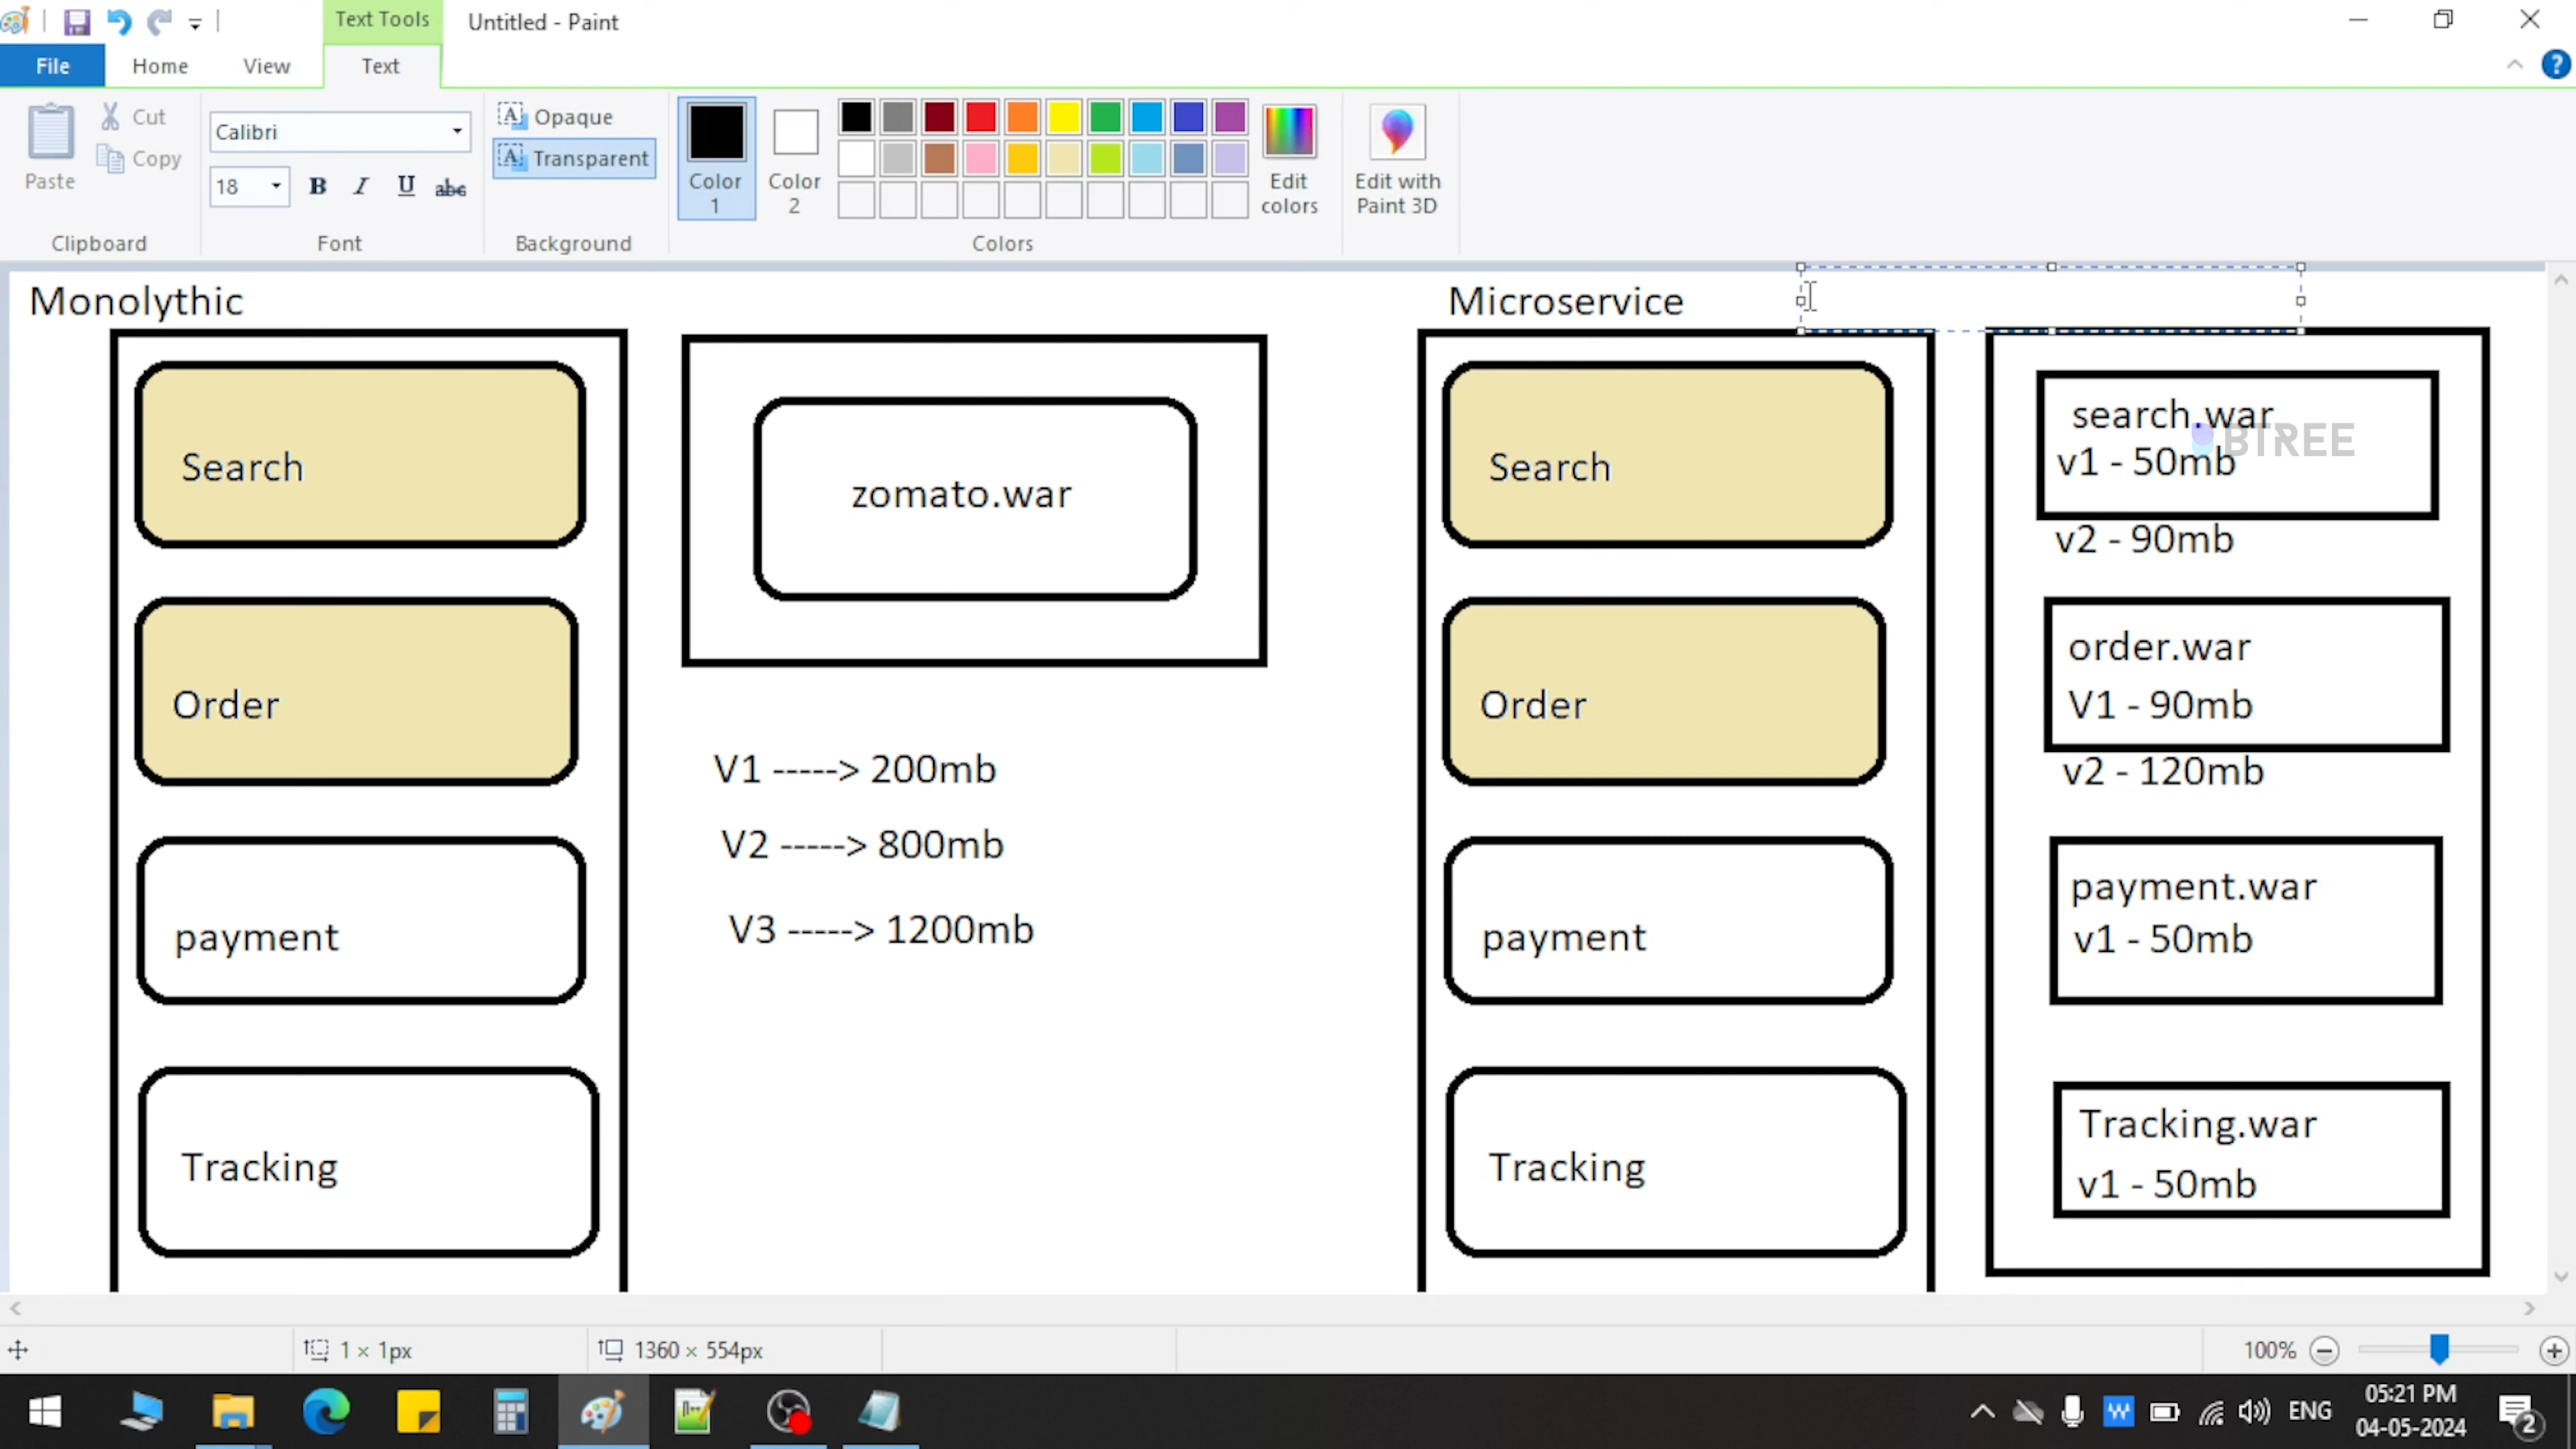 Text Tools
Untitled - Paint
File
Home
View
Text
Paste
Cut
Copy
Clipboard
Calibri
18
B
I
U
abc
Font
Opaque
Transparent
Background
Color
1
Color
2
Colors
Edit
colors
Edit with
Paint 3D
Monolythic
Search
Order
payment
Tracking
zomato.war
V1 -----> 200mb
V2 -----> 800mb
V3 -----> 1200mb
Microservice
Search
Order
payment
Tracking
search.war
BTREE
v1 - 50mb
v2 - 90mb
order.war
V1 - 90mb
v2 - 120mb
payment.war
v1 - 50mb
Tracking.war
v1 - 50mb
1 × 1px
1360 × 554px
100%
ENG
05:21 PM
04-05-2024
2